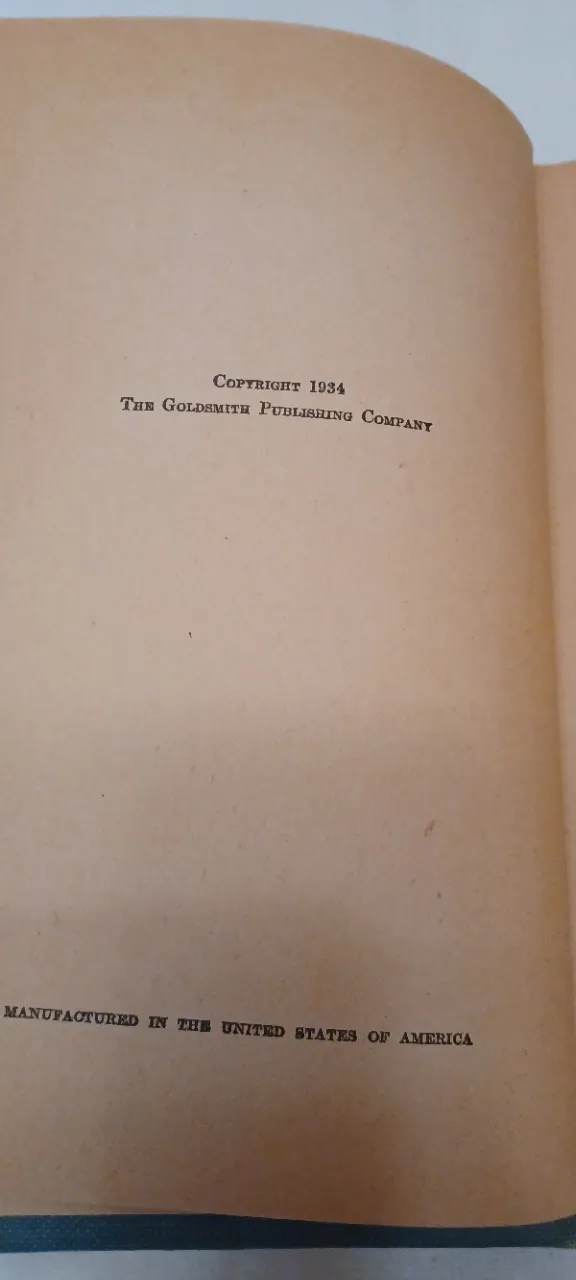 COPYRIGHT 1934
THE GOLDSMITH PUBLISHING COMPANY
MANUFACTURED IN THE UNITED STATES OF AMERICA